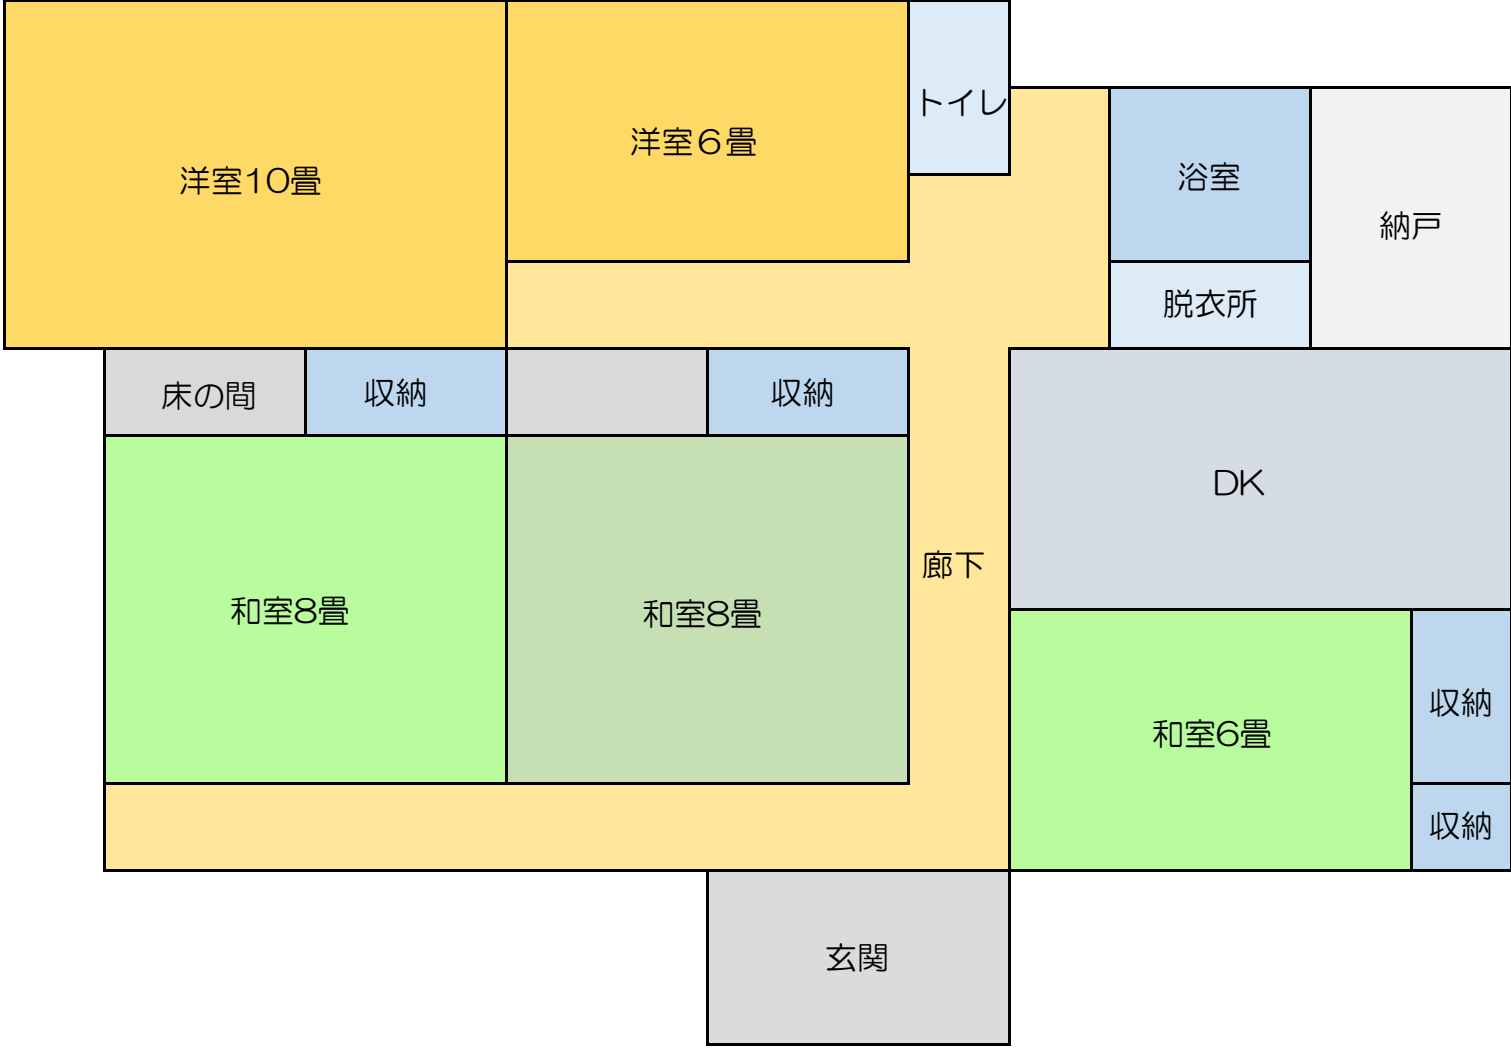 トイレ
洋室６畳
洋室10畳
浴室
納戸
脱衣所
床の間
収納
収納
DK
廊下
和室8畳
和室8畳
収納
和室6畳
収納
玄関